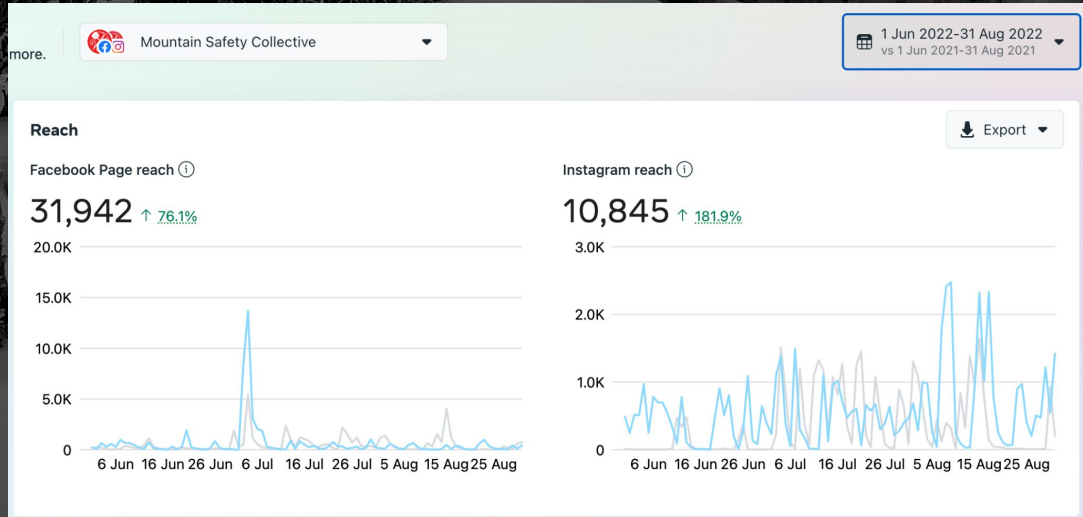 more.
Mountain Safety Collective
1 Jun 2022-31 Aug 2022
vs 1 Jun 2021-31 Aug 2021
Reach
Export
Facebook Page reach
31,942 ↑ 76.1%
20.0K
15.0K
10.0K
5.0K
0
6 Jun 16 Jun 26 Jun 6 Jul 16 Jul 26 Jul 5 Aug 15 Aug 25 Aug
Instagram reach
10,845 ↑ 181.9%
3.0K
2.0K
1.0K
0
6 Jun 16 Jun 26 Jun 6 Jul 16 Jul 26 Jul 5 Aug 15 Aug 25 Aug